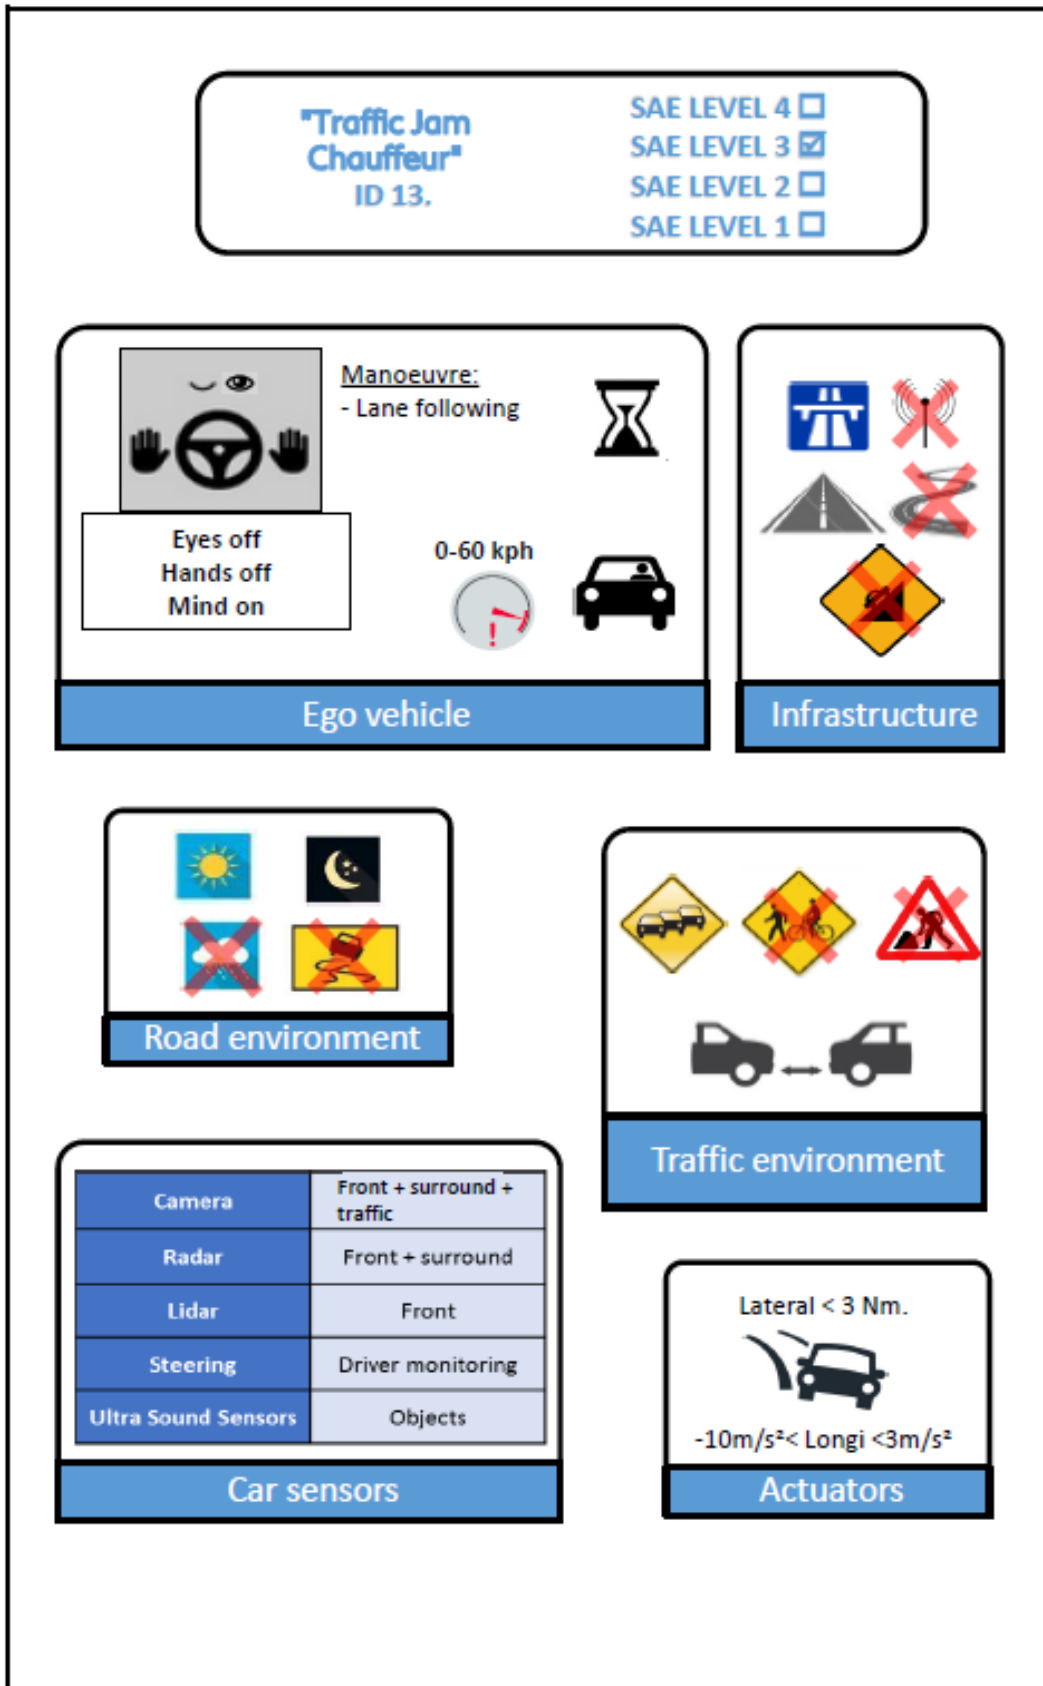 "Traffic Jam
Chauffeur"
ID 13.
SAE LEVEL 4
SAE LEVEL 3
SAE LEVEL 2
SAE LEVEL 1
Manoeuvre:
- Lane following
Eyes off
Hands off
Mind on
0-60 kph
!
Ego vehicle
Infrastructure
Road environment
Traffic environment
Camera
Front + surround +
traffic
Radar
Front + surround
Lidar
Front
Steering
Driver monitoring
Ultra Sound Sensors
Objects
Car sensors
Lateral < 3 Nm.
-10m/s²< Longi <3m/s²
Actuators